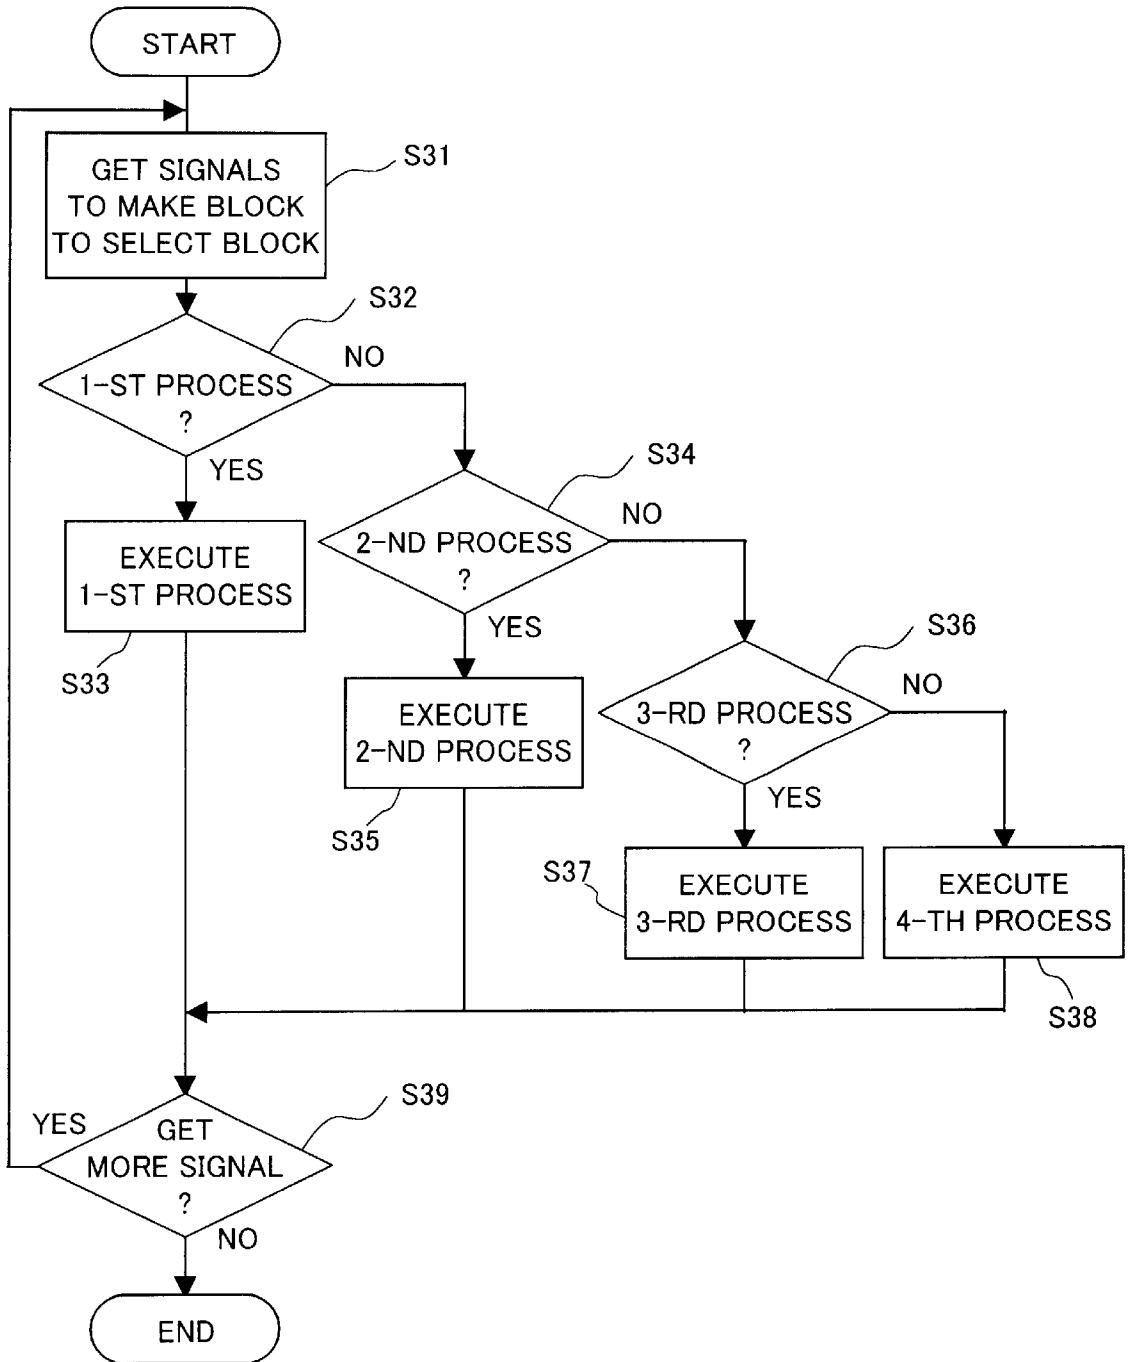 START
GET SIGNALS
TO MAKE BLOCK
TO SELECT BLOCK
S31
S32
1-ST PROCESS
?
NO
YES
EXECUTE
1-ST PROCESS
S33
S34
2-ND PROCESS
?
NO
YES
EXECUTE
2-ND PROCESS
S35
S36
3-RD PROCESS
?
NO
YES
S37
EXECUTE
3-RD PROCESS
EXECUTE
4-TH PROCESS
S38
S39
YES
GET
MORE SIGNAL
?
NO
END